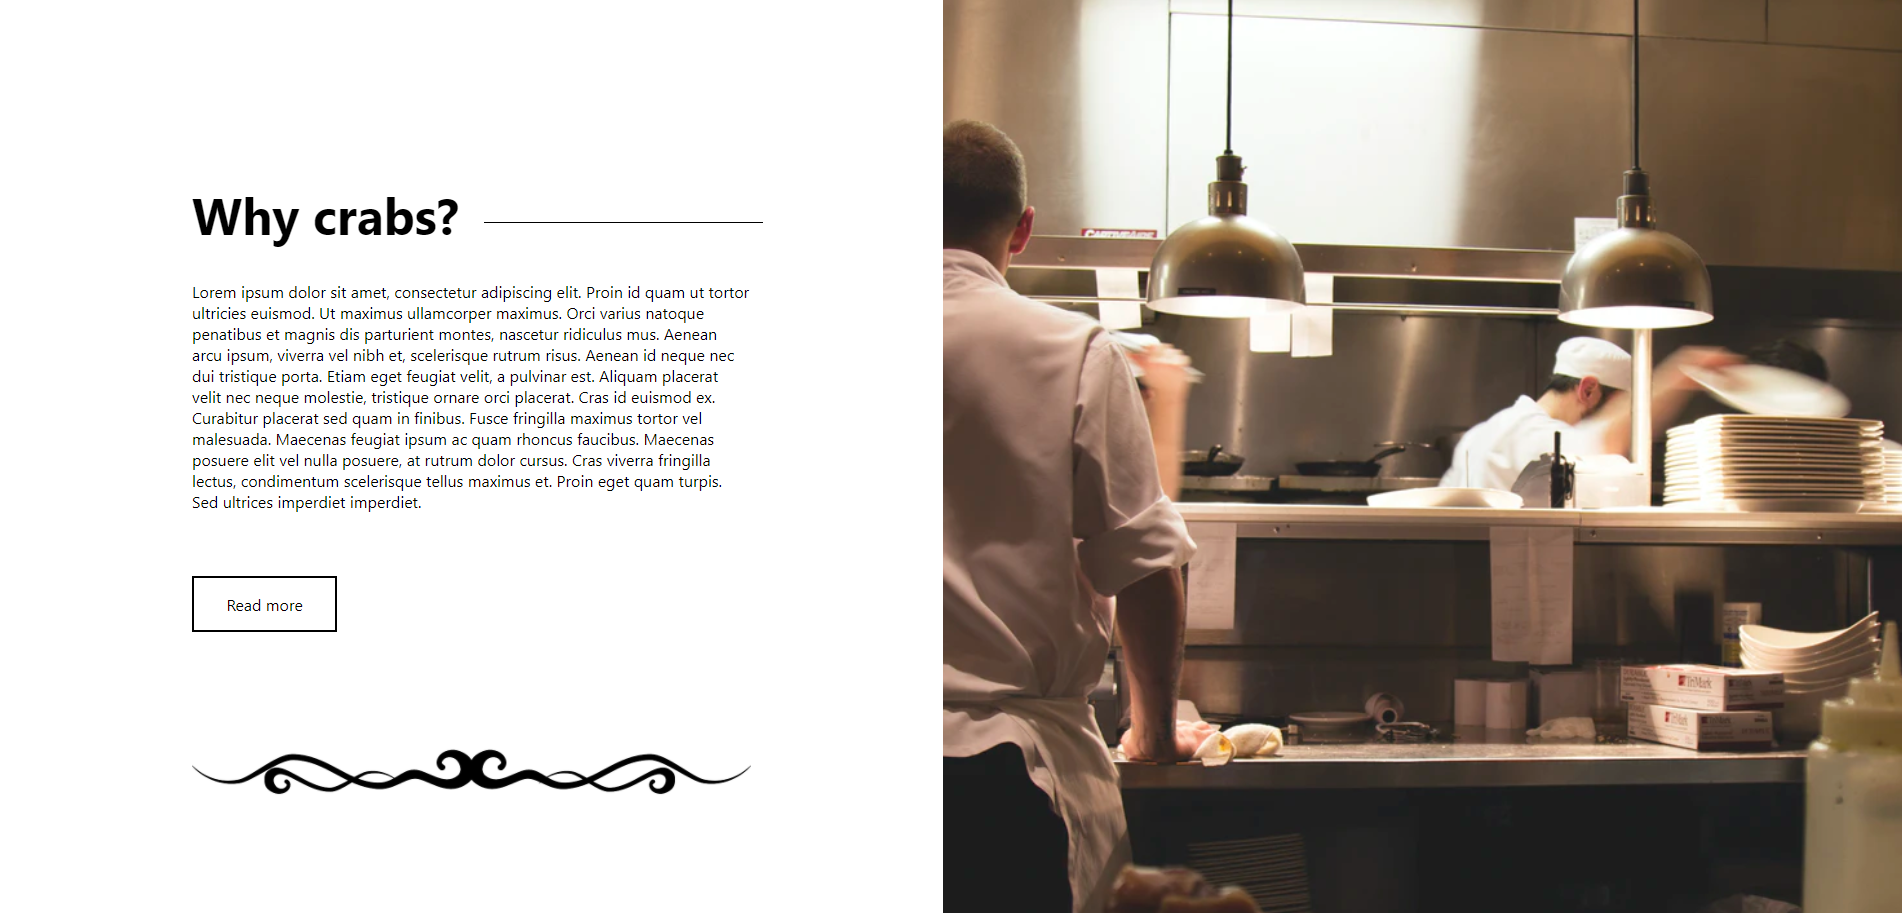 Why crabs?
Lorem ipsum dolor sit amet, consectetur adipiscing elit. Proin id quam ut tortor
ultricies euismod. Ut maximus ullamcorper maximus. Orci varius natoque
penatibus et magnis dis parturient montes, nascetur ridiculus mus. Aenean
arcu ipsum, viverra vel nibh et, scelerisque rutrum risus. Aenean id neque nec
dui tristique porta. Etiam eget feugiat velit, a pulvinar est. Aliquam placerat
velit nec neque molestie, tristique ornare orci placerat. Cras id euismod ex.
Curabitur placerat sed quam in finibus. Fusce fringilla maximus tortor vel
malesuada. Maecenas feugiat ipsum ac quam rhoncus faucibus. Maecenas
posuere elit vel nulla posuere, at rutrum dolor cursus. Cras viverra fringilla
lectus, condimentum scelerisque tellus maximus et. Proin eget quam turpis.
Sed ultrices imperdiet imperdiet.
Read more
TriMark
TriMark